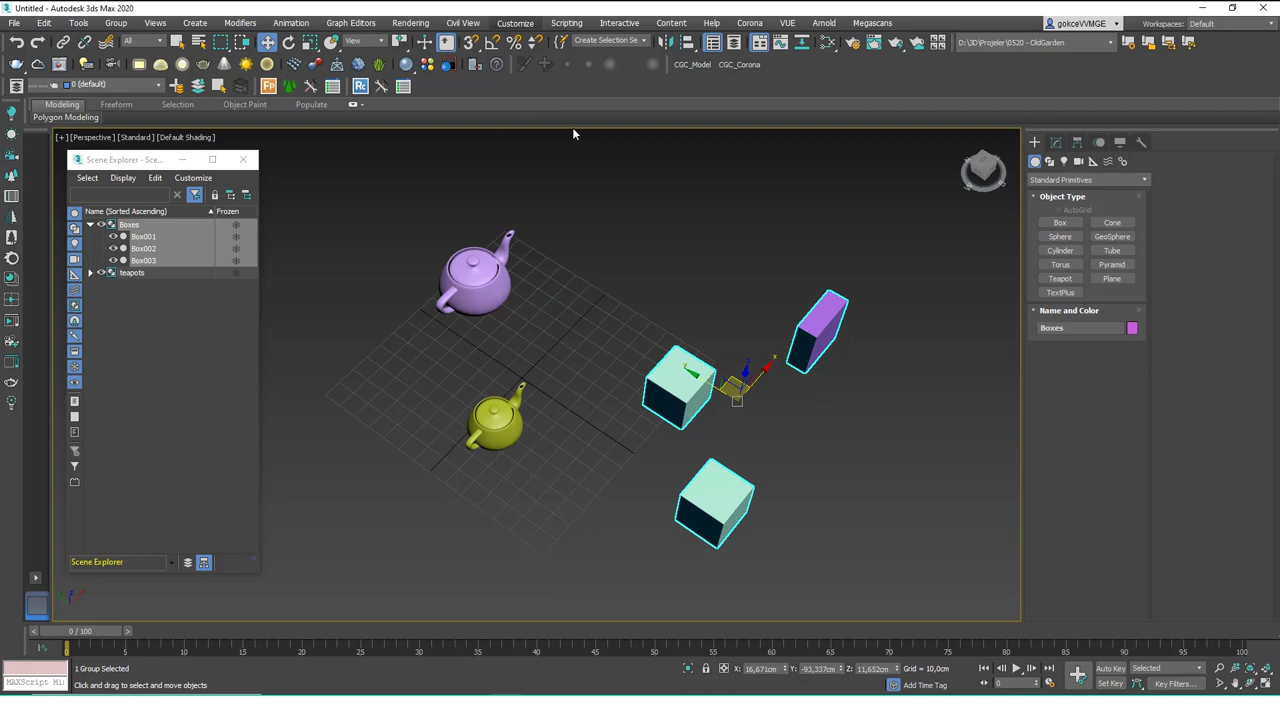 Untitled - Autodesk 3ds Max 2020
File Edit Tools Group Views Create Modifiers Animation Graph Editors Rendering Civil View Customize Scripting Interactive Content Help Corona VUE Arnold Megascans
gokceVVMGE Workspaces: Default
All View Create Selection Se D:\3D\Projeler\0520 - OldGarden
CGC_Model CGC_Corona
0 (default) Fp Rc
Modeling Freeform Selection Object Paint Populate
Polygon Modeling
[+] [Perspective ] [Standard ] [Default Shading ]
Scene Explorer - Sce...
Select Display Edit Customize
Name (Sorted Ascending) Frozen
Boxes
Box001
Box002
Box003
teapots
Scene Explorer
Standard Primitives
Object Type
AutoGrid
Box Cone
Sphere GeoSphere
Cylinder Tube
Torus Pyramid
Teapot Plane
TextPlus
Name and Color
Boxes
x
0 / 100
0 5 10 15 20 25 30 35 40 45 50 55 60 65 70 75 80 85 90 95 100
1 Group Selected
X: 16,671cm Y: -93,337cm Z: 11,652cm Grid = 10,0cm
Auto Key Selected
MAXScript Mi
Click and drag to select and move objects
Add Time Tag
0
Set Key Key Filters...